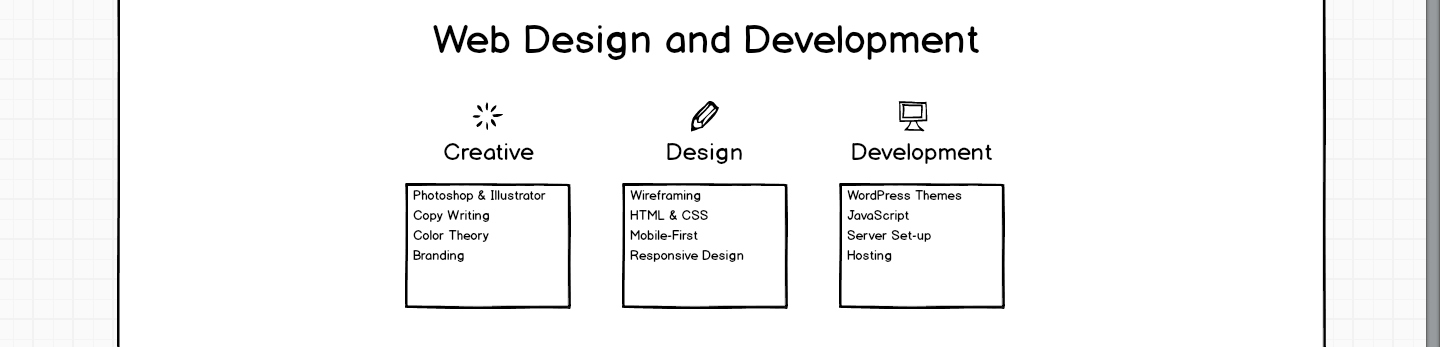 Web Design and Development
Creative
Photoshop & Illustrator
Copy Writing
Color Theory
Branding
Design
Wireframing
HTML & CSS
Mobile-First
Responsive Design
Development
WordPress Themes
JavaScript
Server Set-up
Hosting